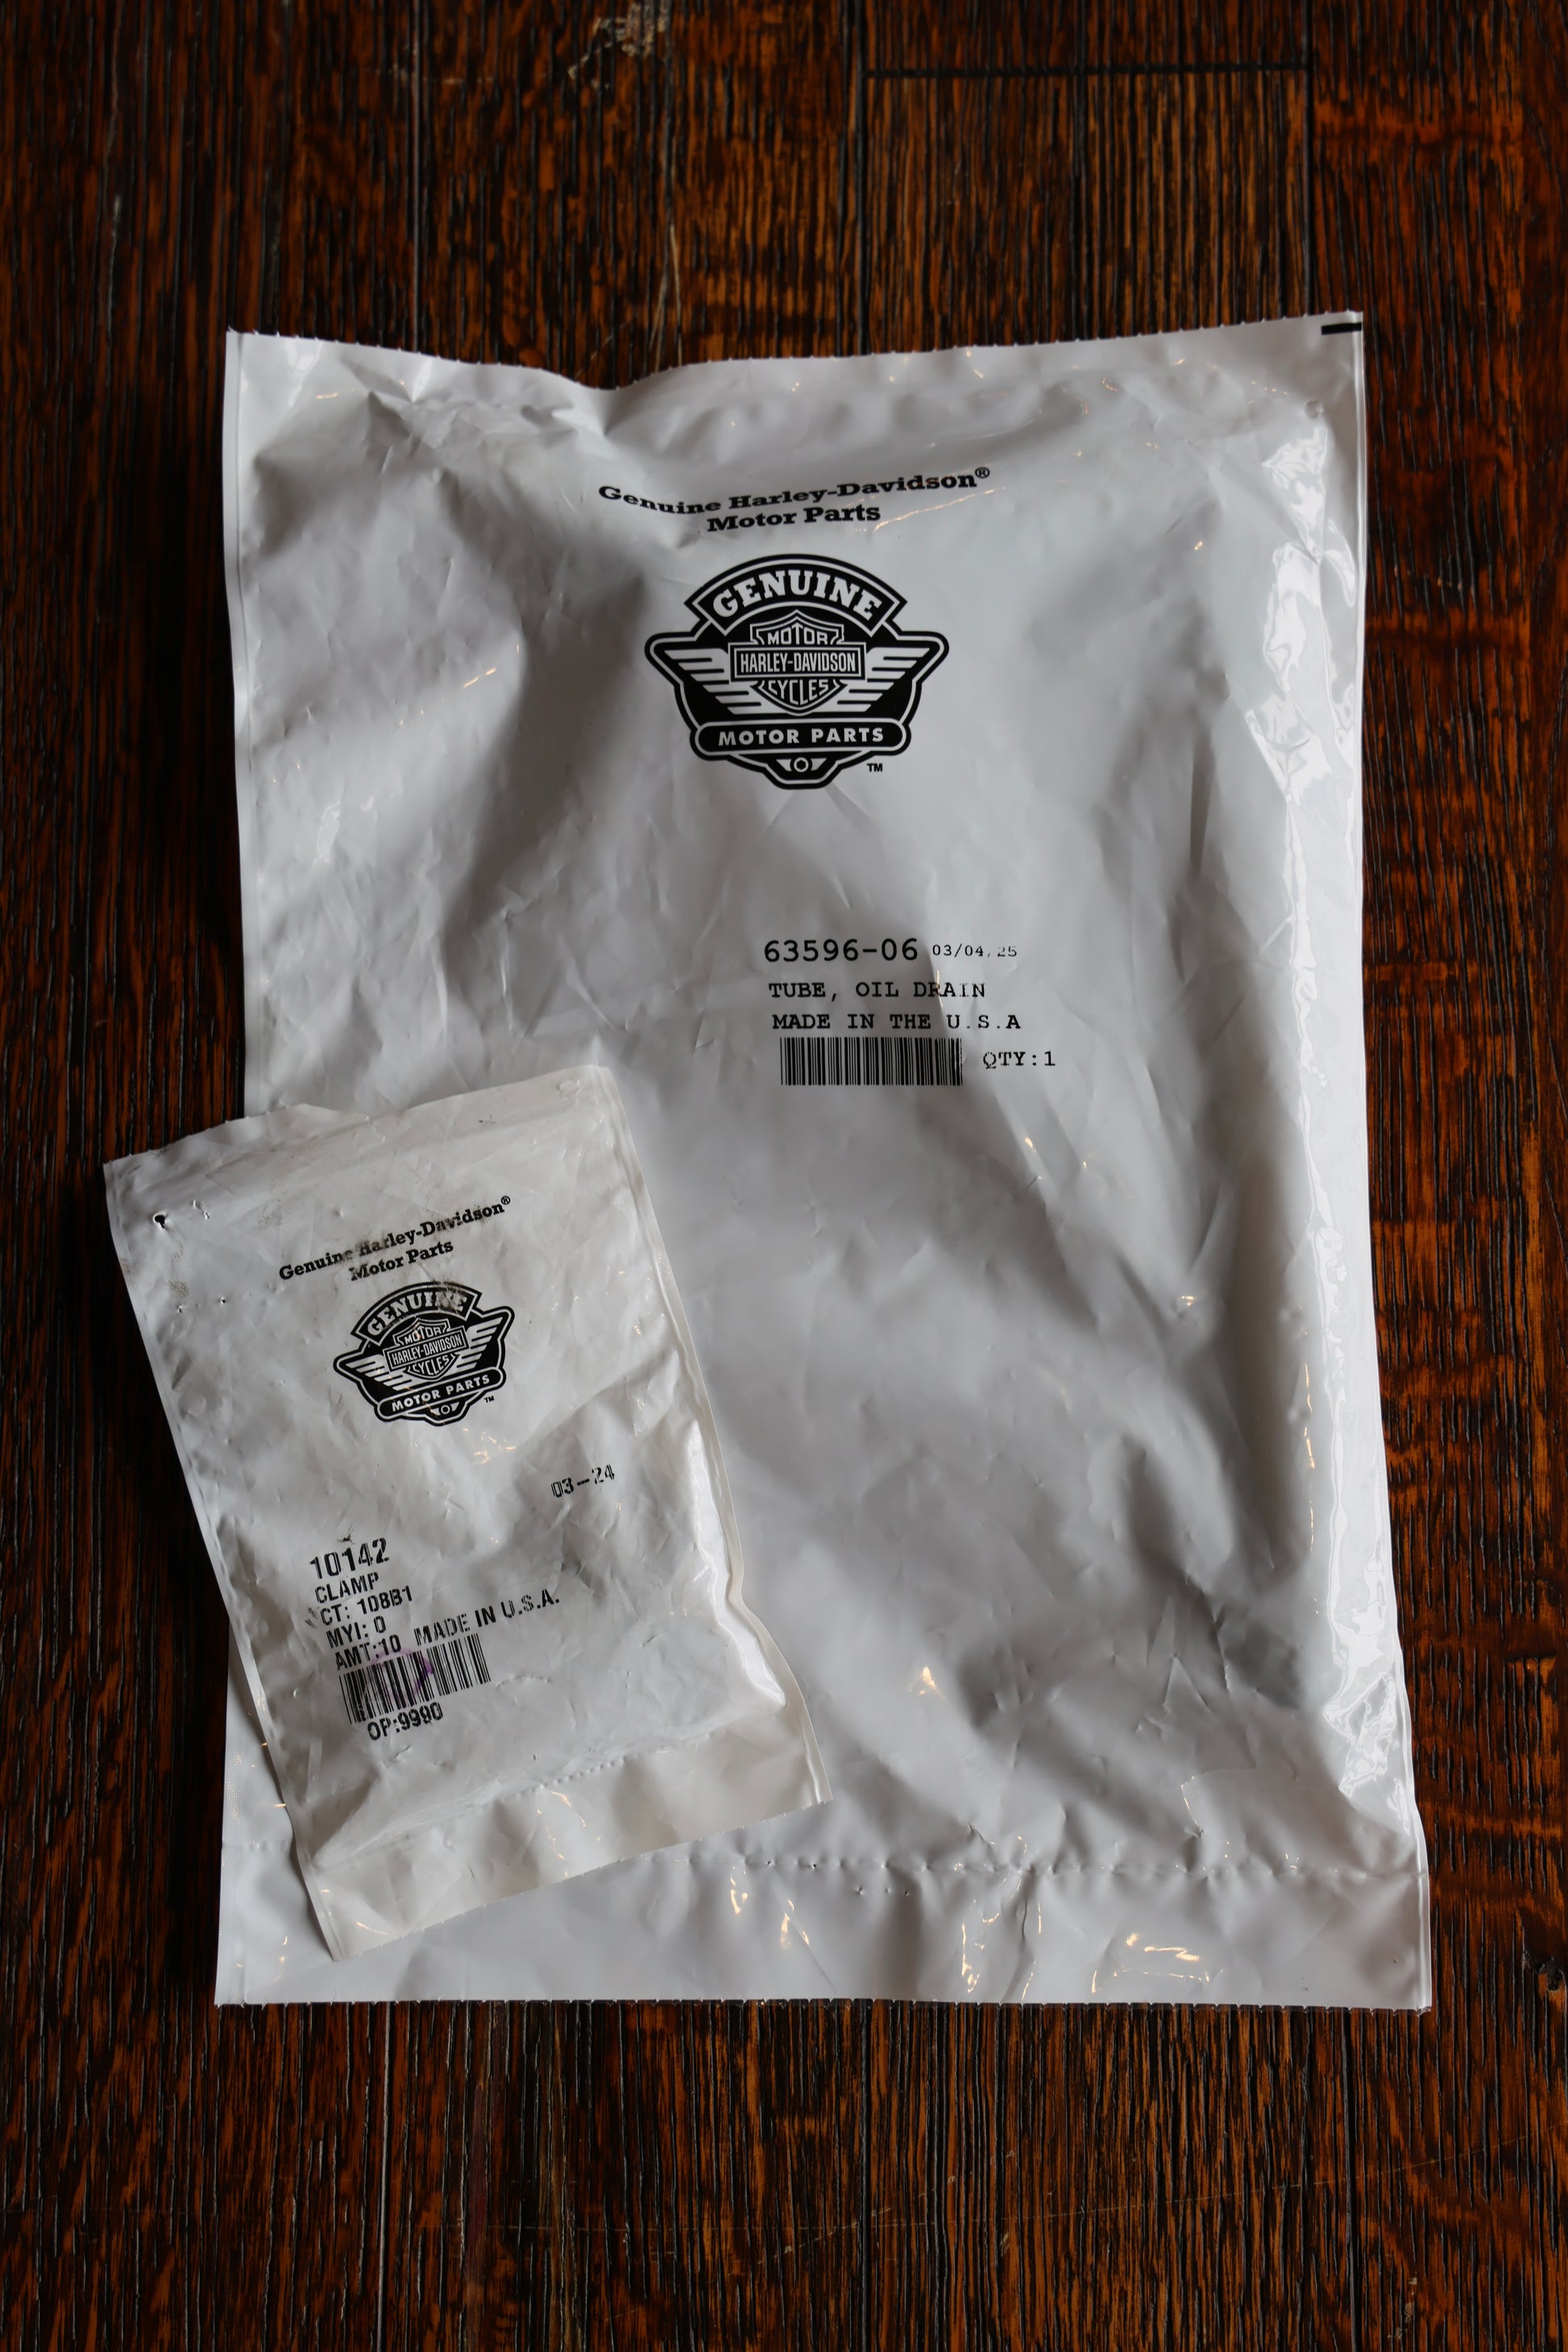 Genuine Harley-Davidson®
Motor Parts
GENUINE
MOTOR
HARLEY-DAVIDSON
CYCLES
MOTOR PARTS
TM
63596-06 03/04/25
TUBE, OIL DRAIN
MADE IN THE U.S.A
QTY:1
Genuine Harley-Davidson®
Motor Parts
GENUINE
MOTOR
HARLEY-DAVIDSON
CYCLES
MOTOR PARTS
TM
03-24
10142
CLAMP
CT: 108B1
MYI: 0
AMT:10 MADE IN U.S.A.
OP:9990